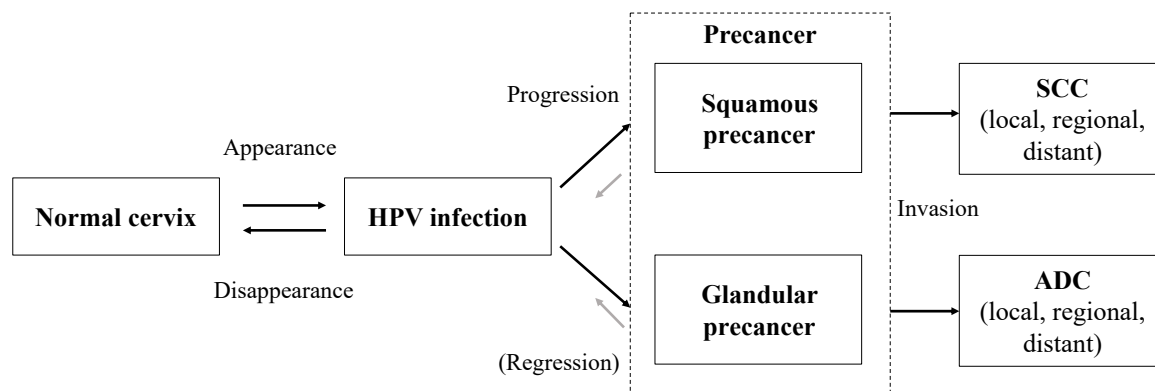 Precancer
Progression
Squamous
precancer
SCC
(local, regional,
distant)
Appearance
Normal cervix
HPV infection
Invasion
Disappearance
Glandular
precancer
ADC
(local, regional,
distant)
(Regression)